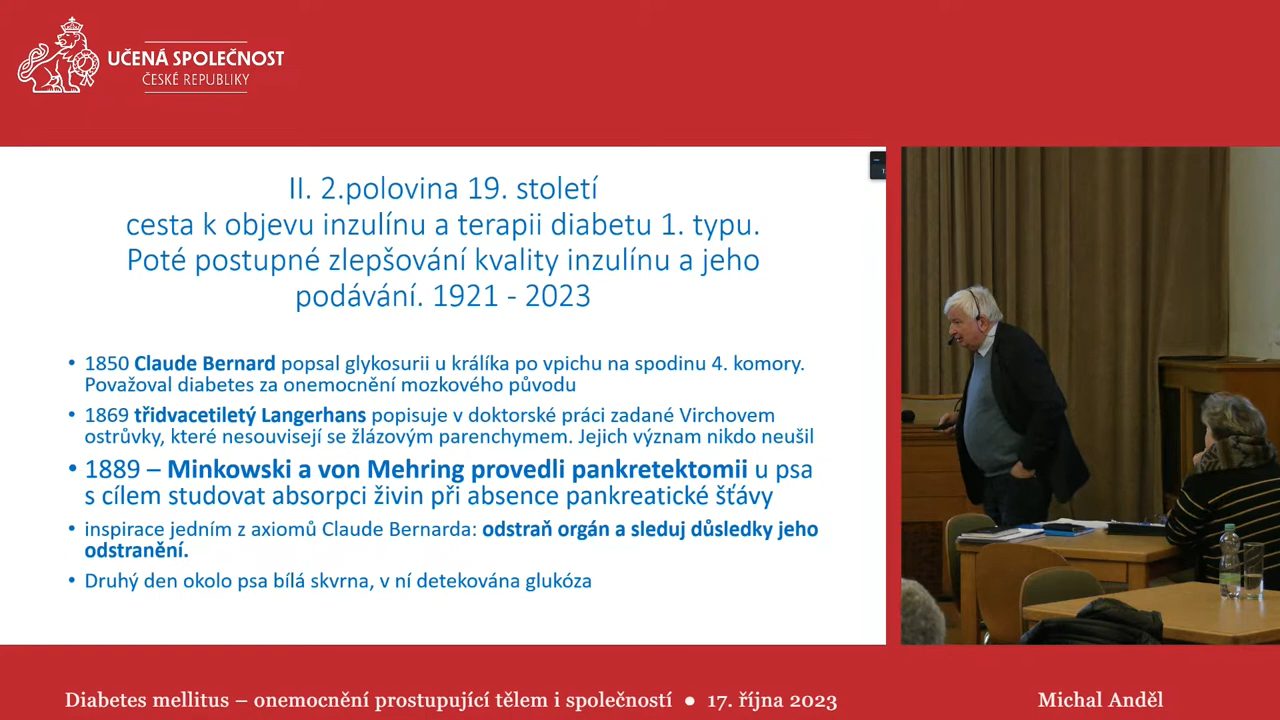 UČENÁ SPOLEČNOST
ČESKÉ REPUBLIKY
II. 2.polovina 19. století
cesta k objevu inzulínu a terapii diabetu 1. typu.
Poté postupné zlepšování kvality inzulínu a jeho
podávání. 1921 - 2023
• 1850 Claude Bernard popsal glykosurii u králíka po vpichu na spodinu 4. komory.
Považoval diabetes za onemocnění mozkového původu
• 1869 třidvacetiletý Langerhans popisuje v doktorské práci zadané Virchovem
ostrůvky, které nesouvisejí se žlázovým parenchymem. Jejich význam nikdo neušil
• 1889 – Minkowski a von Mehring provedli pankretektomii u psa
s cílem studovat absorpci živin při absence pankreatické šťávy
• inspirace jedním z axiomů Claude Bernarda: odstraň orgán a sleduj důsledky jeho
odstranění.
• Druhý den okolo psa bílá skvrna, v ní detekována glukóza
Diabetes mellitus – onemocnění prostupující tělem i společností ● 17. října 2023
Michal Anděl